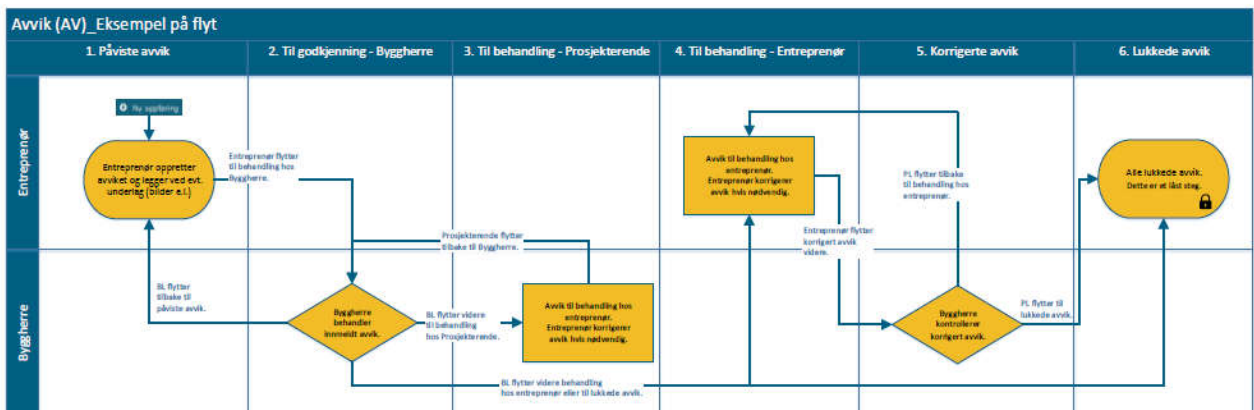 Avvik (AV)_Eksempel på flyt
1. Påviste avvik
2. Til godkjenning - Byggherre
3. Til behandling - Prosjekterende
4. Til behandling - Entreprenør
5. Korrigerte avvik
6. Lukkede avvik
Entreprenør
Ny oppføring
Entreprenør oppretter
avviket og legger ved evt.
underlag (bilder e.l.)
Entreprenør flytter
til behandling hos
Byggherre.
Avvik til behandling hos
entreprenør.
Entreprenør korrigerer
avvik hvis nødvendig.
PL flytter tilbake
til behandling hos
entreprenør.
Alle lukkede avvik.
Dette er et låst steg.
Prosjekterende flytter
tilbake til Byggherre.
Entreprenør flytter
korrigert avvik
videre.
Byggherre
BL flytter
tilbake til
påviste avvik.
Byggherre
behandler
innmeldt avvik.
BL flytter videre
til behandling
hos Prosjekterende.
Avvik til behandling hos
entreprenør.
Entreprenør korrigerer
avvik hvis nødvendig.
Byggherre
kontrollerer
korrigert avvik.
PL flytter til
lukkede avvik.
BL flytter videre behandling
hos entreprenør eller til lukkede avvik.